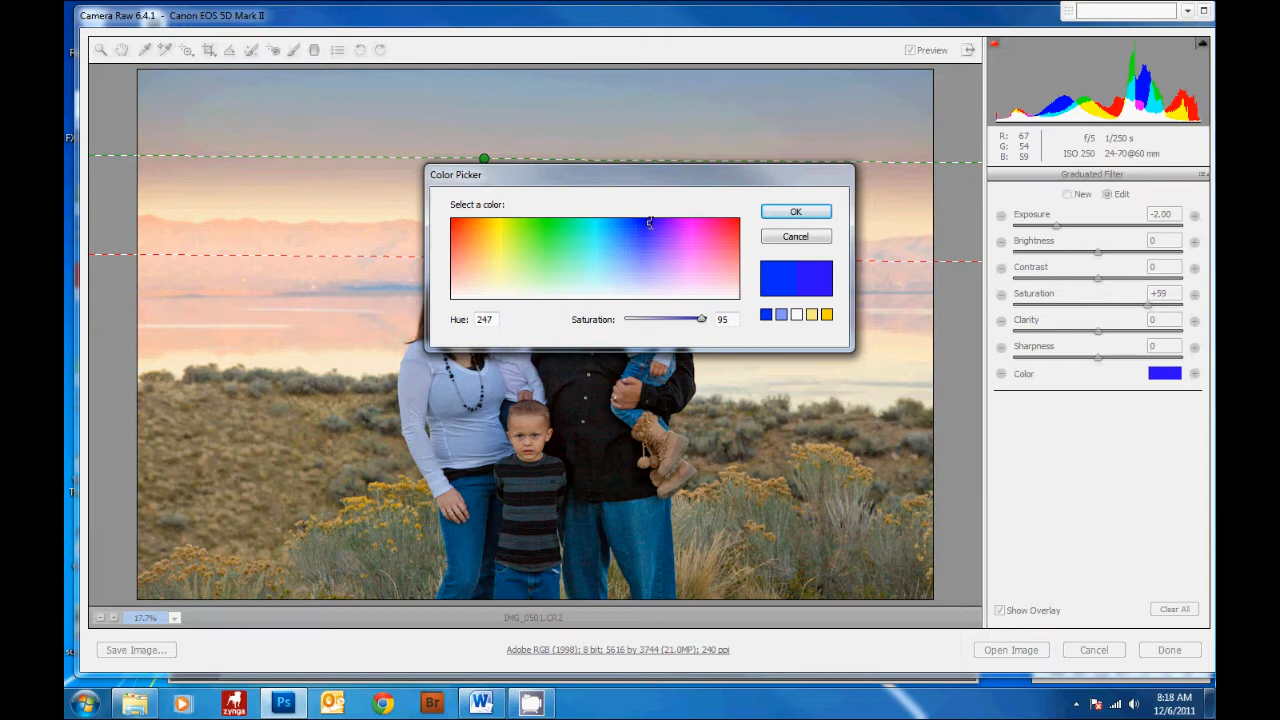 Camera Raw 6.4.1 - Canon EOS 5D Mark II
Preview
R: 67
G: 54
B: 59
f/5 1/250 s
ISO 250 24-70@60 mm
Graduated Filter
New Edit
Exposure -2.00
Brightness 0
Contrast 0
Saturation +59
Clarity 0
Sharpness 0
Color
Color Picker
Select a color:
OK
Cancel
Hue: 247
Saturation: 95
Show Overlay
Clear All
17.7%
IMG_0501.CR2
Save Image...
Adobe RGB (1998); 8 bit; 5616 by 3744 (21.0MP); 240 ppi
Open Image
Cancel
Done
zynga
Ps
Br
W
8:18 AM
12/6/2011